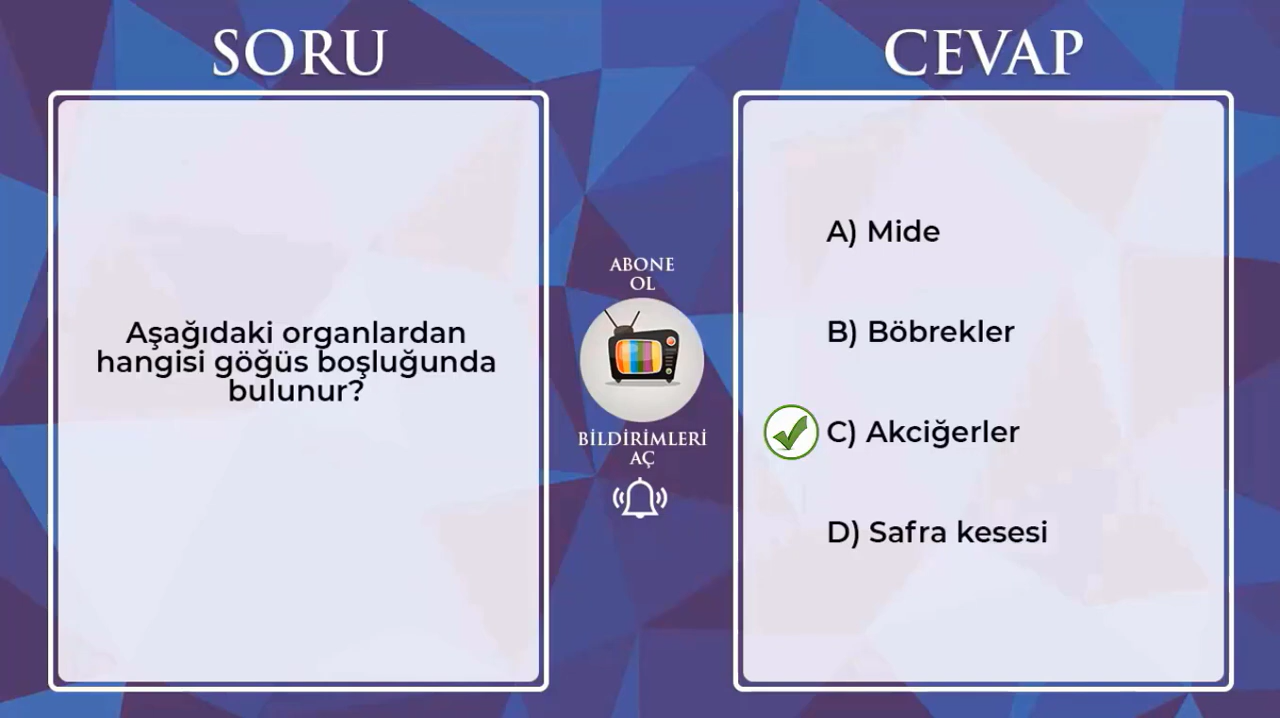 SORU
Aşağıdaki organlardan
hangisi göğüs boşluğunda
bulunur?
ABONE
OL
BİLDİRİMLERİ
AÇ
CEVAP
A) Mide
B) Böbrekler
C) Akciğerler
D) Safra kesesi